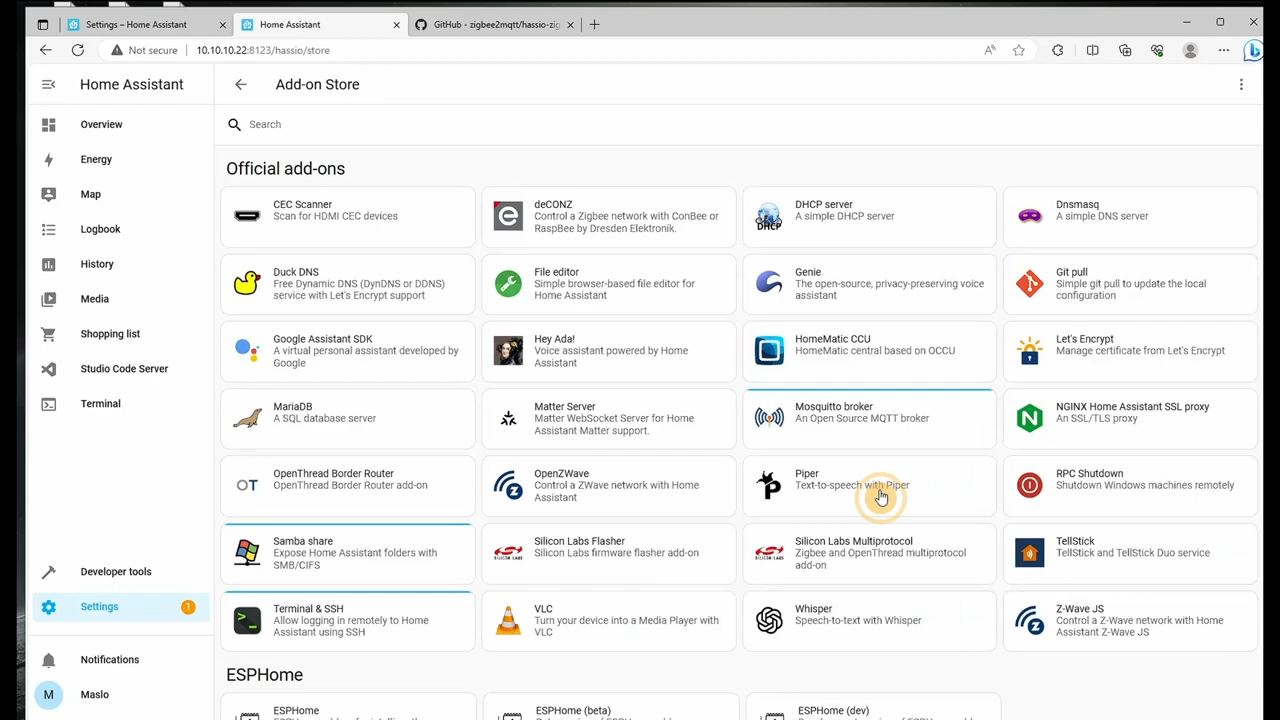 Settings – Home Assistant
Home Assistant
GitHub - zigbee2mqtt/hassio-zig
Not secure
10.10.10.22:8123/hassio/store
Home Assistant
Add-on Store
Search
Overview
Energy
Map
Logbook
History
Media
Shopping list
Studio Code Server
Terminal
Developer tools
Settings
1
Notifications
M
Maslo
Official add-ons
CEC Scanner
Scan for HDMI CEC devices
deCONZ
Control a Zigbee network with ConBee or
RaspBee by Dresden Elektronik.
DHCP
DHCP server
A simple DHCP server
Dnsmasq
A simple DNS server
Duck DNS
Free Dynamic DNS (DynDNS or DDNS)
service with Let's Encrypt support
File editor
Simple browser-based file editor for
Home Assistant
Genie
The open-source, privacy-preserving voice
assistant
Git pull
Simple git pull to update the local
configuration
Google Assistant SDK
A virtual personal assistant developed by
Google
Hey Ada!
Voice assistant powered by Home
Assistant
HomeMatic CCU
HomeMatic central based on OCCU
Let's Encrypt
Manage certificate from Let's Encrypt
MariaDB
A SQL database server
Matter Server
Matter WebSocket Server for Home
Assistant Matter support.
Mosquitto broker
An Open Source MQTT broker
NGINX Home Assistant SSL proxy
An SSL/TLS proxy
OT
OpenThread Border Router
OpenThread Border Router add-on
OpenZWave
Control a ZWave network with Home
Assistant
Piper
Text-to-speech with Piper
RPC Shutdown
Shutdown Windows machines remotely
Samba share
Expose Home Assistant folders with
SMB/CIFS
SILICON LABS
Silicon Labs Flasher
Silicon Labs firmware flasher add-on
SILICON LABS
Silicon Labs Multiprotocol
Zigbee and OpenThread multiprotocol
add-on
TellStick
TellStick and TellStick Duo service
Terminal & SSH
Allow logging in remotely to Home
Assistant using SSH
VLC
Turn your device into a Media Player with
VLC
Whisper
Speech-to-text with Whisper
Z-Wave JS
Control a Z-Wave network with Home
Assistant Z-Wave JS
ESPHome
ESPHome
ESPHome (beta)
ESPHome (dev)